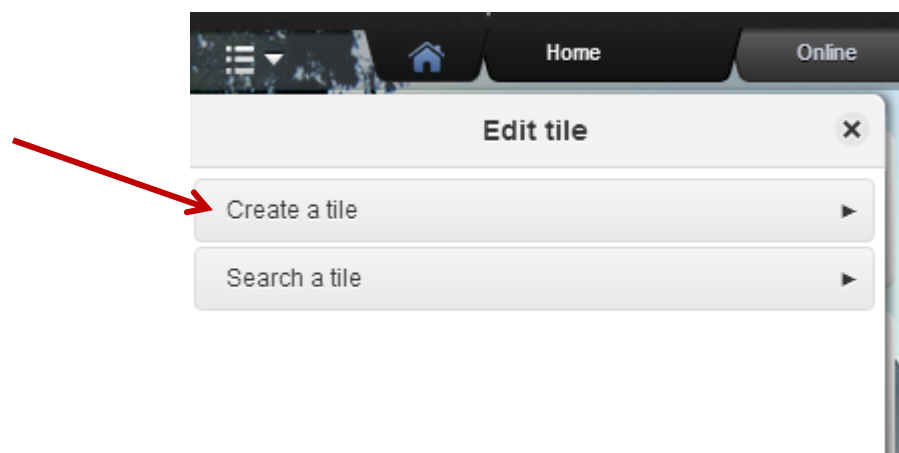 Home
Online
Edit tile
Create a tile
Search a tile